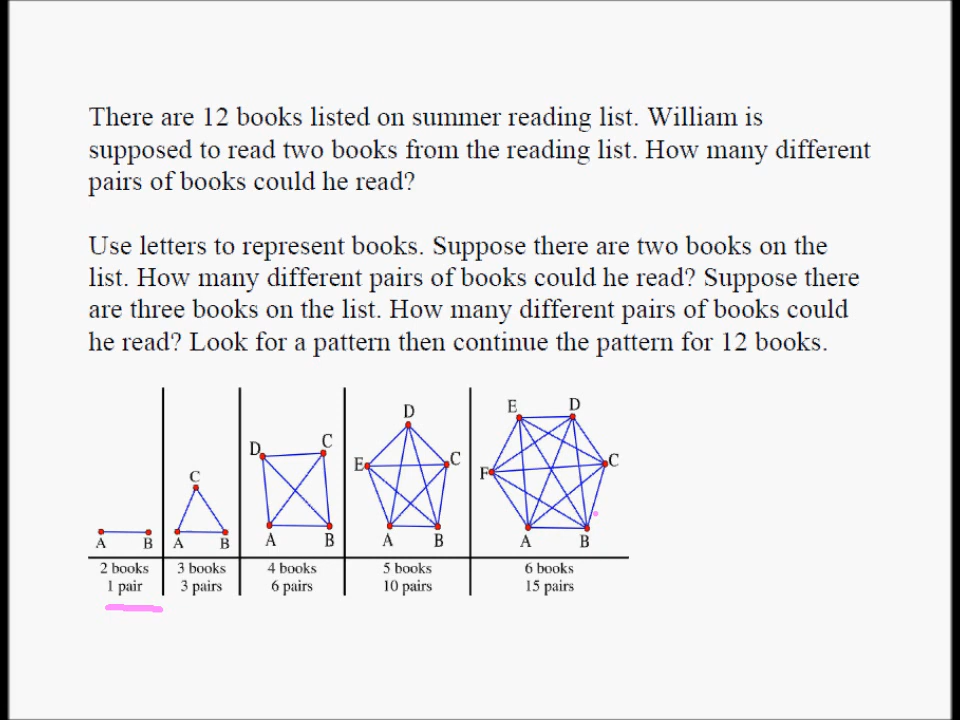 There are 12 books listed on summer reading list. William is
supposed to read two books from the reading list. How many different
pairs of books could he read?
Use letters to represent books. Suppose there are two books on the
list. How many different pairs of books could he read? Suppose there
are three books on the list. How many different pairs of books could
he read? Look for a pattern then continue the pattern for 12 books.
A B
C
A B
D C
A B
D
E C
A B
E D
F C
A B
2 books 3 books 4 books 5 books 6 books
1 pair 3 pairs 6 pairs 10 pairs 15 pairs